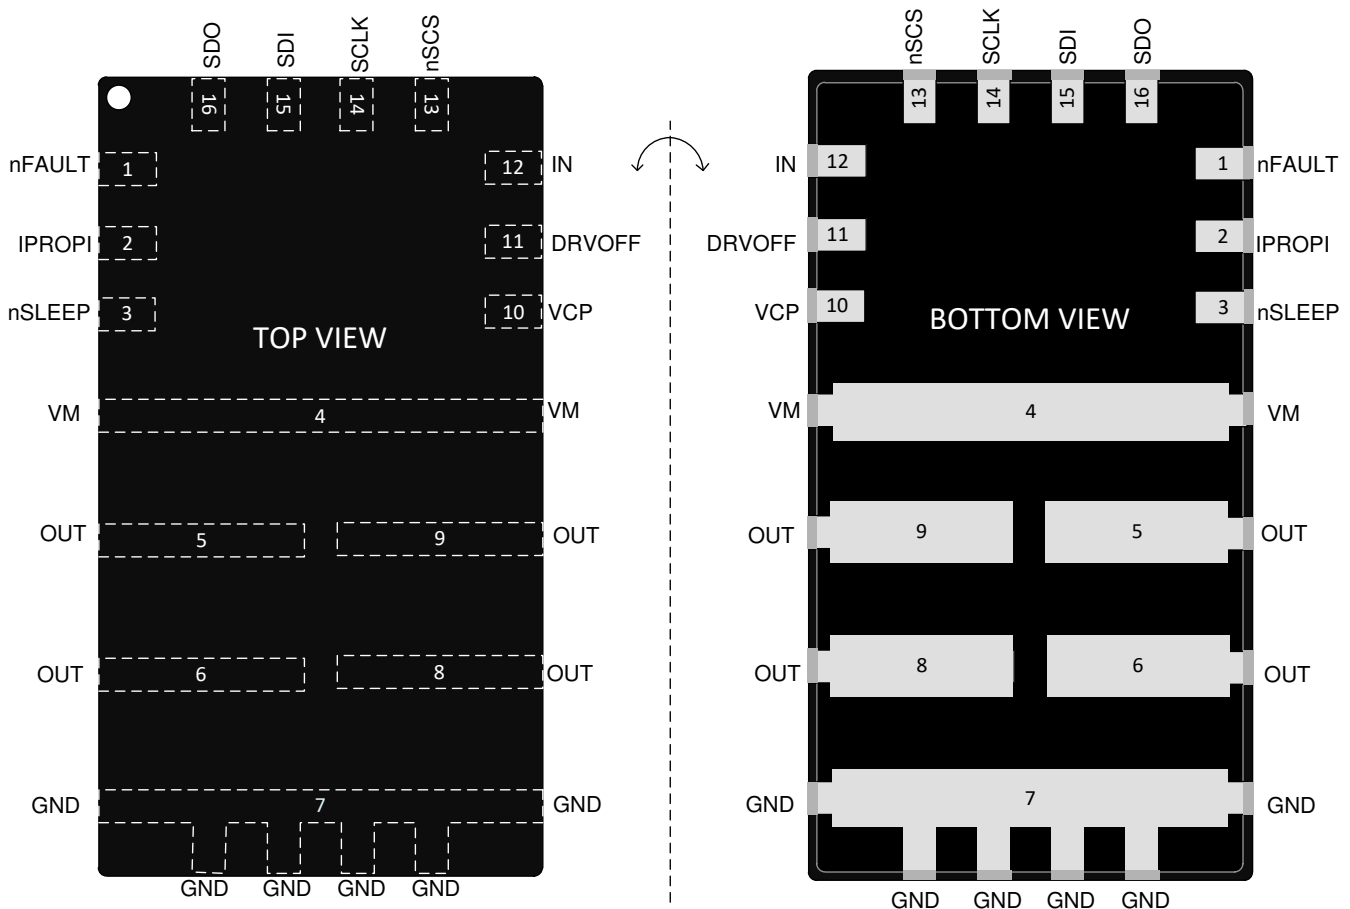 SDO SDI SCLK nSCS
16 15 14 13
nFAULT 1 12 IN
IPROPI 2 11 DRVOFF
nSLEEP 3 10 VCP
TOP VIEW
VM 4 VM
OUT 5 9 OUT
OUT 6 8 OUT
GND 7 GND
GND GND GND GND
nSCS SCLK SDI SDO
13 14 15 16
IN 12 1 nFAULT
DRVOFF 11 2 IPROPI
VCP 10 3 nSLEEP
BOTTOM VIEW
VM 4 VM
OUT 9 5 OUT
OUT 8 6 OUT
GND 7 GND
GND GND GND GND